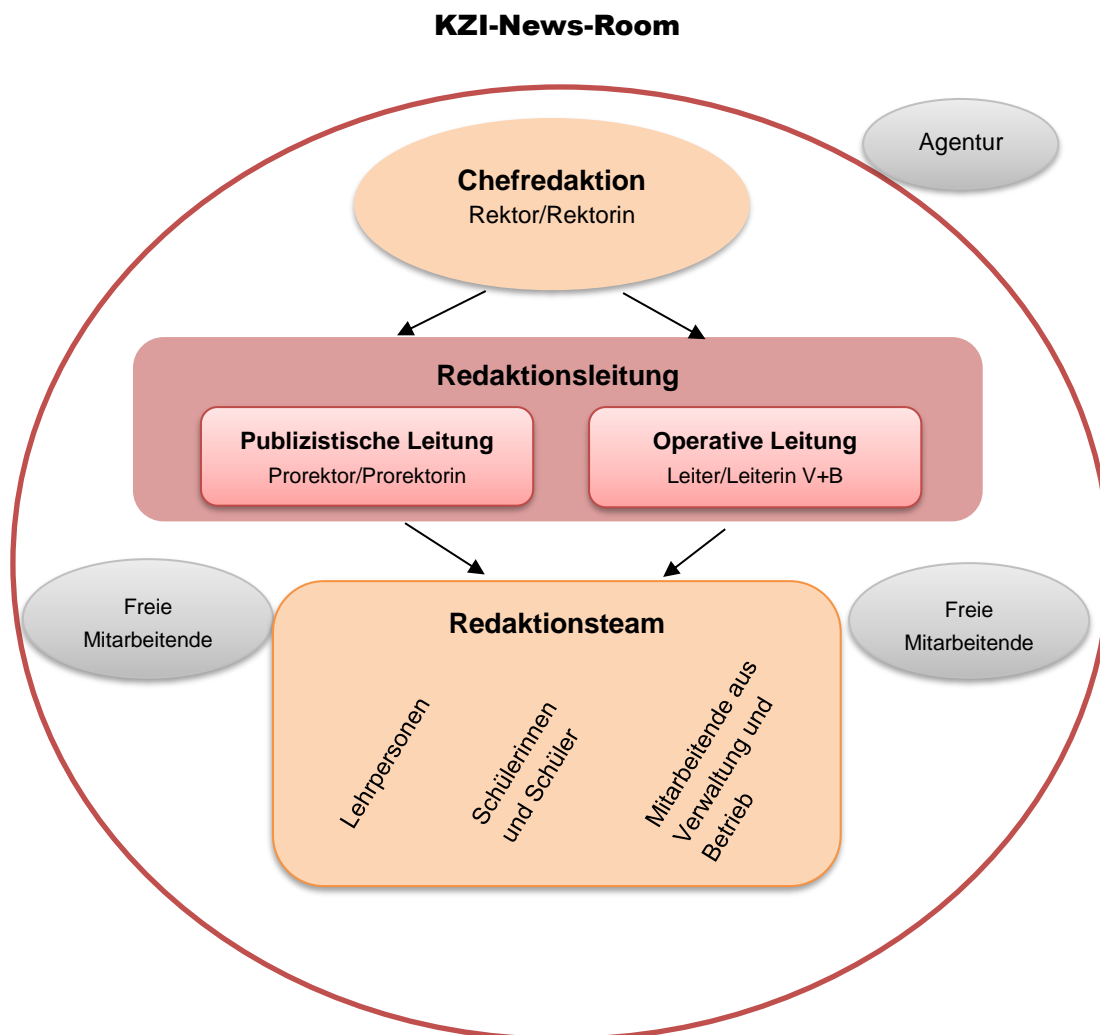 KZI-News-Room
Agentur
Chefredaktion
Rektor/Rektorin
Redaktionsleitung
Publizistische Leitung
Prorektor/Prorektorin
Operative Leitung
Leiter/Leiterin V+B
Freie
Mitarbeitende
Redaktionsteam
Lehrpersonen
Schülerinnen
und Schüler
Mitarbeitende aus
Verwaltung und
Betrieb
Freie
Mitarbeitende